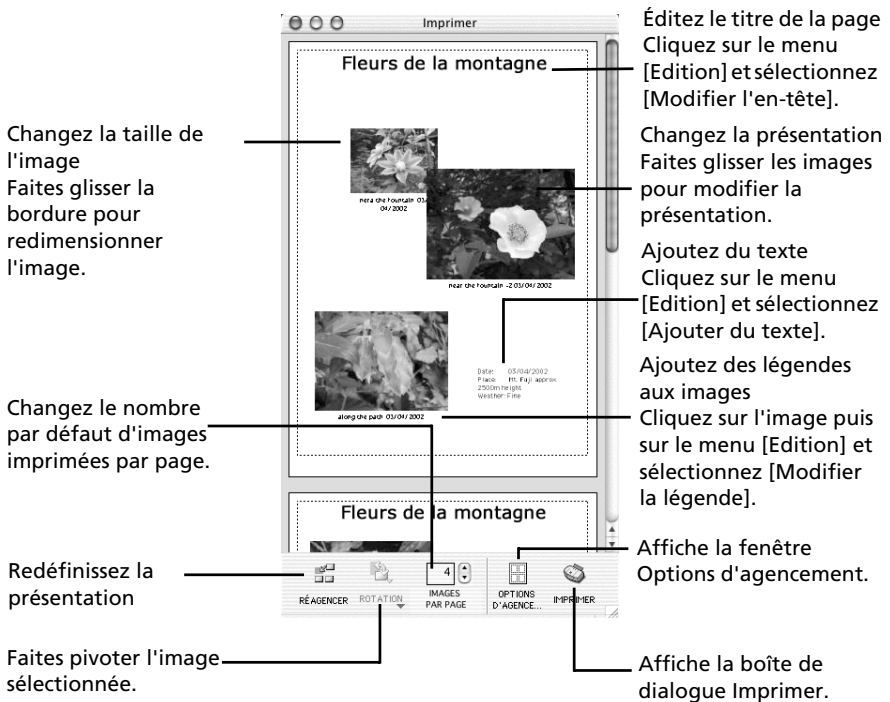 Imprimer
Fleurs de la montagne
near the fountain -2 03/04/2002
Date: 03/04/2002
Place: Mt. Fuji approx
2500m height
Weather: Fine
along the path 03/04/2002
Fleurs de la montagne
4
RÉAGENCER
ROTATION
IMAGES
PAR PAGE
OPTIONS
D'AGENCE...
IMPRIMER
Changez la taille de
l'image
Faites glisser la
bordure pour
redimensionner
l'image.
Changez le nombre
par défaut d'images
imprimées par page.
Redéfinissez la
présentation
Faites pivoter l'image
sélectionnée.
Éditez le titre de la page
Cliquez sur le menu
[Edition] et sélectionnez
[Modifier l'en-tête].
Changez la présentation
Faites glisser les images
pour modifier la
présentation.
Ajoutez du texte
Cliquez sur le menu
[Edition] et sélectionnez
[Ajouter du texte].
Ajoutez des légendes
aux images
Cliquez sur l'image puis
sur le menu [Edition] et
sélectionnez [Modifier
la légende].
Affiche la fenêtre
Options d'agencement.
Affiche la boîte de
dialogue Imprimer.